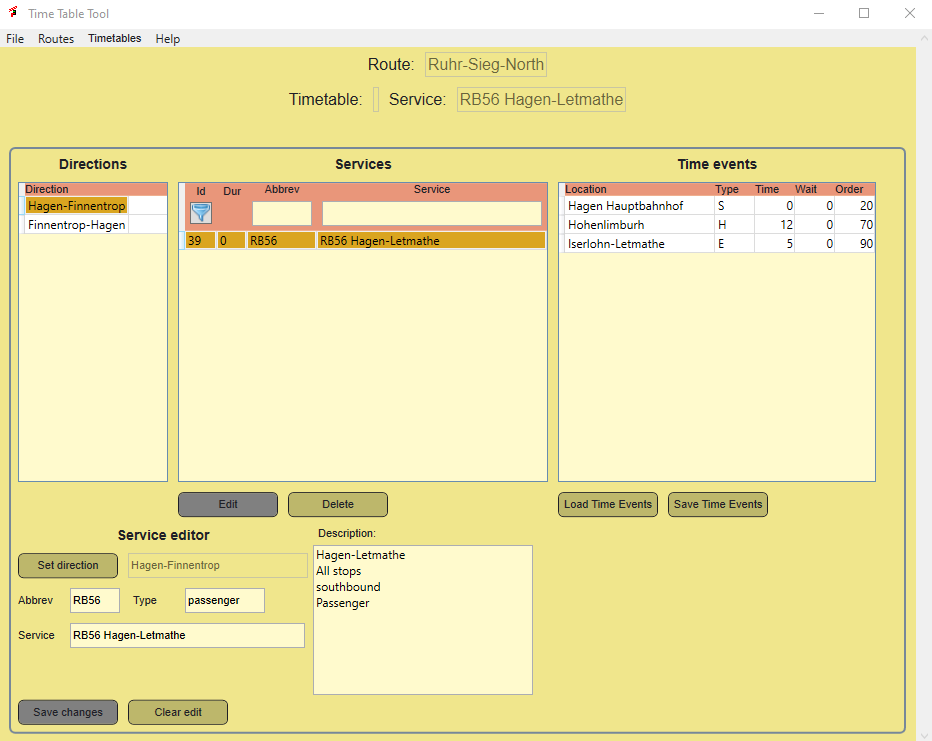 Time Table Tool
File Routes Timetables Help
Route: Ruhr-Sieg-North
Timetable: Service: RB56 Hagen-Letmathe
Directions Services Time events
Direction
Hagen-Finnentrop
Finnentrop-Hagen
Id Dur Abbrev Service
39 0 RB56 RB56 Hagen-Letmathe
Location Type Time Wait Order
Hagen Hauptbahnhof S 0 0 20
Hohenlimburh H 12 0 70
Iserlohn-Letmathe E 5 0 90
Edit Delete Load Time Events Save Time Events
Service editor
Set direction Hagen-Finnentrop
Abbrev RB56 Type passenger
Service RB56 Hagen-Letmathe
Description:
Hagen-Letmathe
All stops
southbound
Passenger
Save changes Clear edit